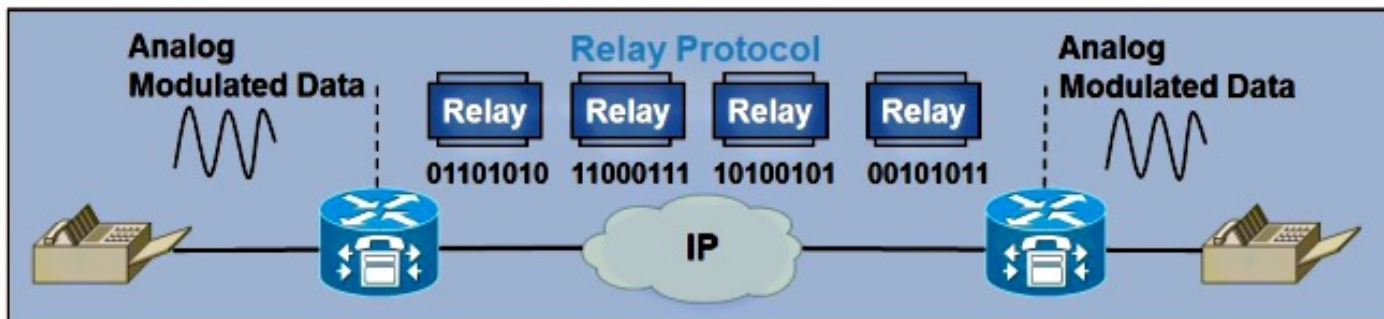 Analog
Modulated Data
Relay Protocol
Analog
Modulated Data
Relay Relay Relay Relay
01101010 11000111 10100101 00101011
IP